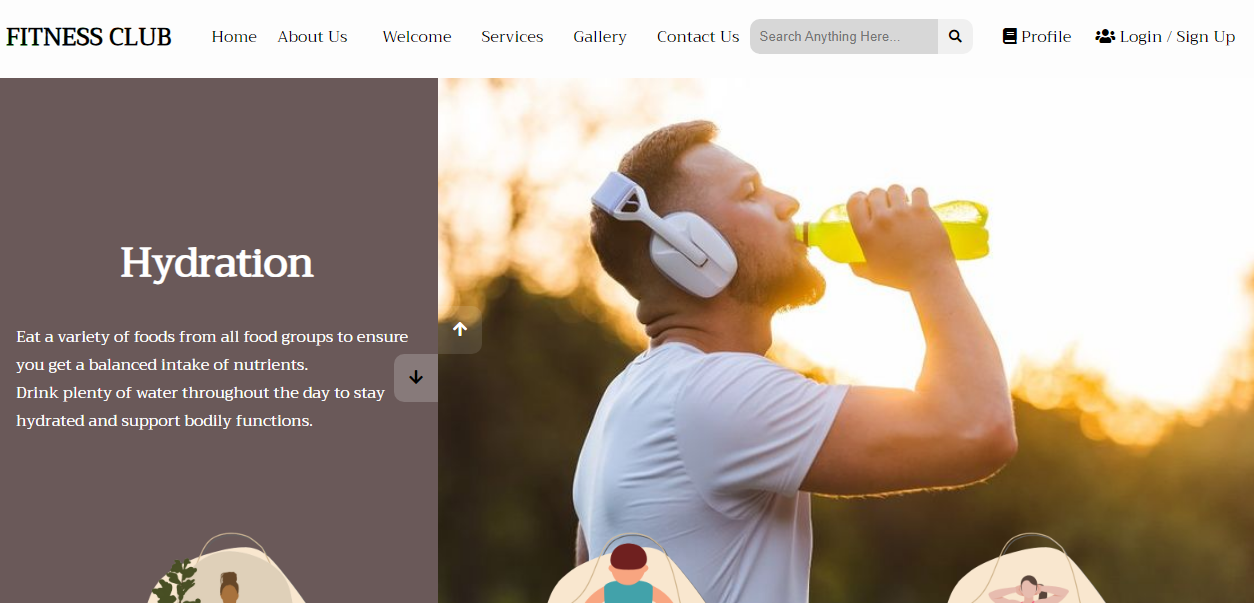 FITNESS CLUB Home About Us Welcome Services Gallery Contact Us Search Anything Here... Profile Login / Sign Up
Hydration
Eat a variety of foods from all food groups to ensure
you get a balanced intake of nutrients.
Drink plenty of water throughout the day to stay
hydrated and support bodily functions.